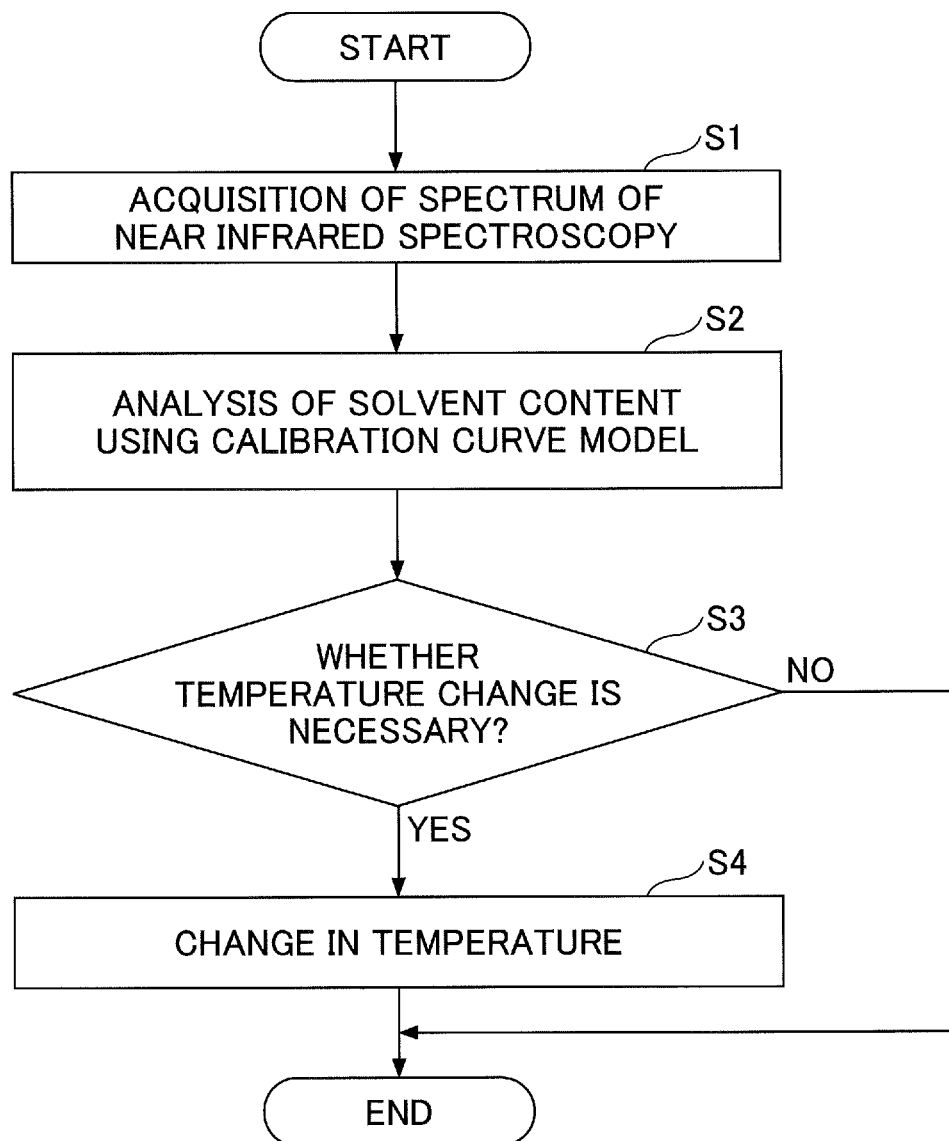 START
S1
ACQUISITION OF SPECTRUM OF
NEAR INFRARED SPECTROSCOPY
S2
ANALYSIS OF SOLVENT CONTENT
USING CALIBRATION CURVE MODEL
S3
WHETHER
TEMPERATURE CHANGE IS
NECESSARY?
NO
YES
S4
CHANGE IN TEMPERATURE
END